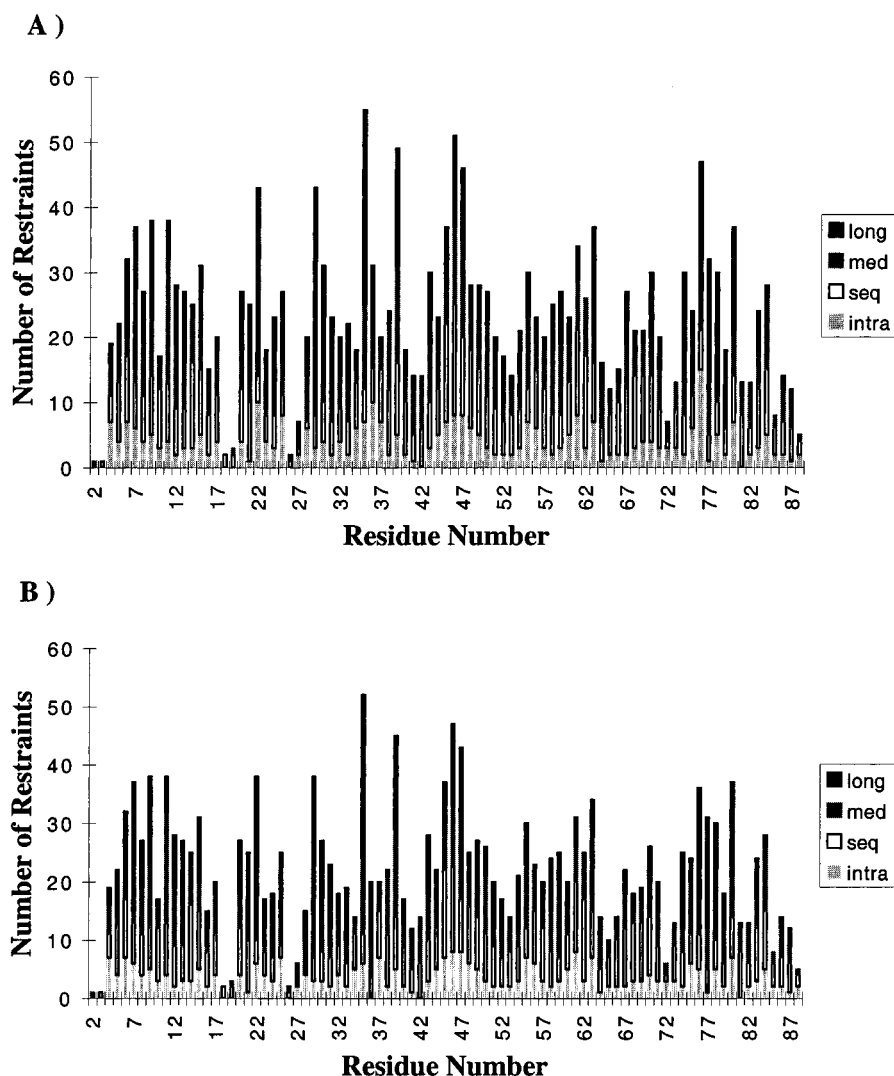 A )
Number of Restraints
60
50
40
30
20
10
0
2 7 12 17 22 27 32 37 42 47 52 57 62 67 72 77 82 87
Residue Number
long
med
seq
intra
B )
Number of Restraints
60
50
40
30
20
10
0
2 7 12 17 22 27 32 37 42 47 52 57 62 67 72 77 82 87
Residue Number
long
med
seq
intra